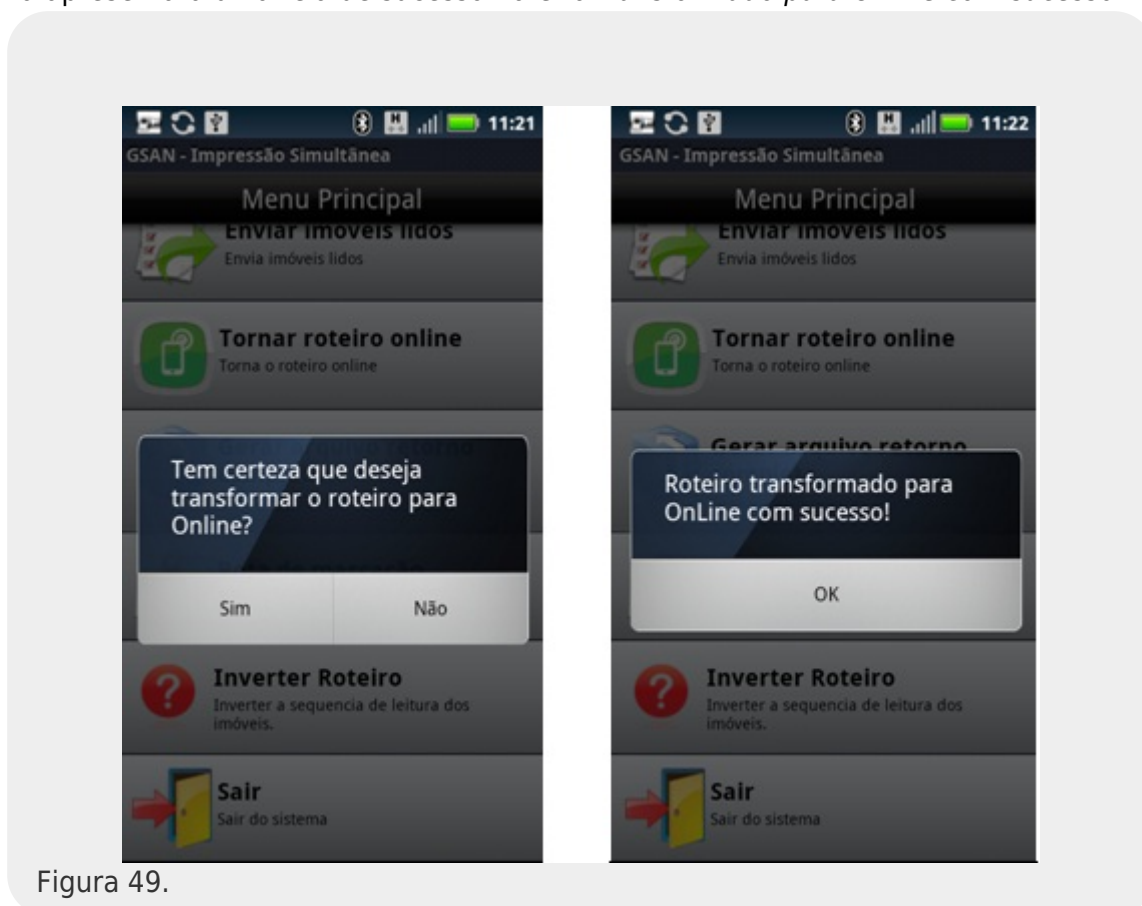 11:21
GSAN - Impressão Simultânea
Menu Principal
Enviar imóveis lidos
Envia imóveis lidos
Tornar roteiro online
Torna o roteiro online
Tem certeza que deseja
transformar o roteiro para
Online?
Sim Não
Inverter Roteiro
Inverter a sequencia de leitura dos
imóveis.
Sair
Sair do sistema
11:22
GSAN - Impressão Simultânea
Menu Principal
Enviar imóveis lidos
Envia imóveis lidos
Tornar roteiro online
Torna o roteiro online
Gerar arquivo retorno
Roteiro transformado para
OnLine com sucesso!
OK
Inverter Roteiro
Inverter a sequencia de leitura dos
imóveis.
Sair
Sair do sistema
Figura 49.